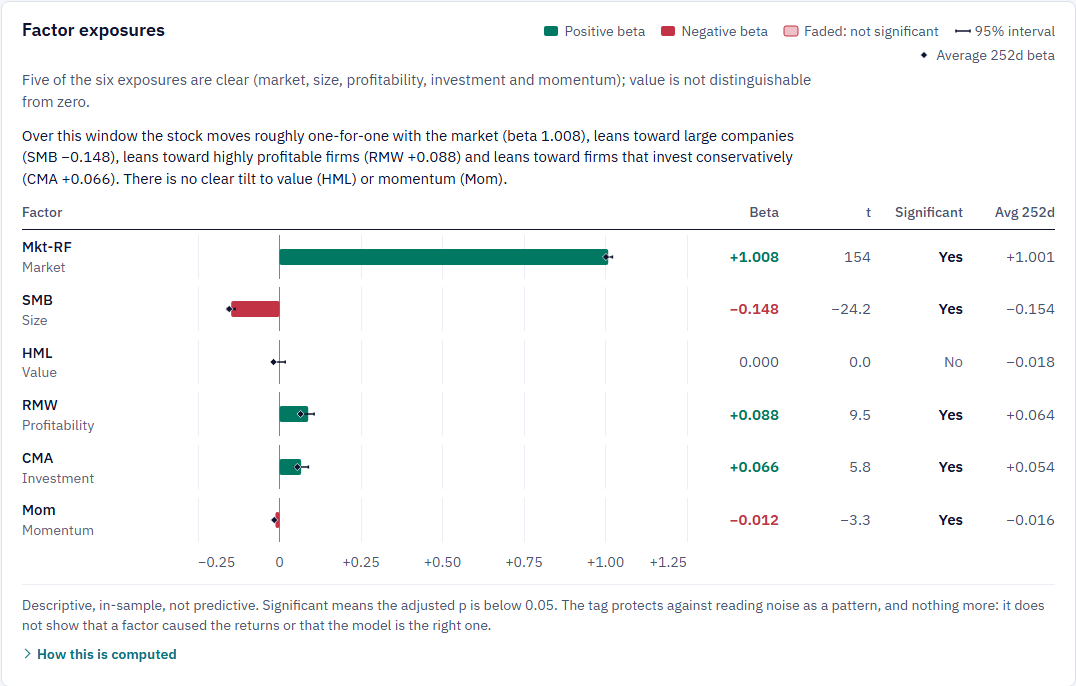 Factor exposures
Positive beta
Negative beta
Faded: not significant
95% interval
Average 252d beta
Five of the six exposures are clear (market, size, profitability, investment and momentum); value is not distinguishable
from zero.
Over this window the stock moves roughly one-for-one with the market (beta 1.008), leans toward large companies
(SMB −0.148), leans toward highly profitable firms (RMW +0.088) and leans toward firms that invest conservatively
(CMA +0.066). There is no clear tilt to value (HML) or momentum (Mom).
Factor Beta t Significant Avg 252d
Mkt-RF
Market
+1.008 154 Yes +1.001
SMB
Size
−0.148 −24.2 Yes −0.154
HML
Value
0.000 0.0 No −0.018
RMW
Profitability
+0.088 9.5 Yes +0.064
CMA
Investment
+0.066 5.8 Yes +0.054
Mom
Momentum
−0.012 −3.3 Yes −0.016
−0.25 0 +0.25 +0.50 +0.75 +1.00 +1.25
Descriptive, in-sample, not predictive. Significant means the adjusted p is below 0.05. The tag protects against reading noise as a pattern, and nothing more: it does
not show that a factor caused the returns or that the model is the right one.
How this is computed